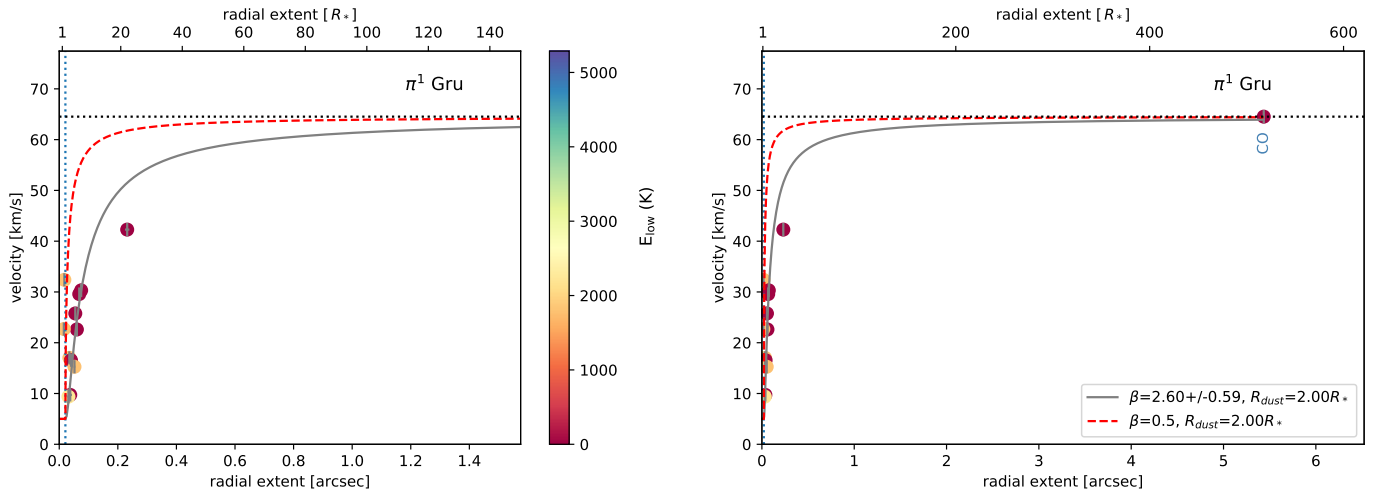 radial extent [R*]
1 20 40 60 80 100 120 140
π¹ Gru
velocity [km/s]
70
60
50
40
30
20
10
0
0.0 0.2 0.4 0.6 0.8 1.0 1.2 1.4
radial extent [arcsec]
5000
4000
3000
2000
1000
0
E_low (K)
radial extent [R*]
1 200 400 600
π¹ Gru
CO
velocity [km/s]
70
60
50
40
30
20
10
0
β=2.60+/-0.59, R_dust=2.00R*
β=0.5, R_dust=2.00R*
0 1 2 3 4 5 6
radial extent [arcsec]